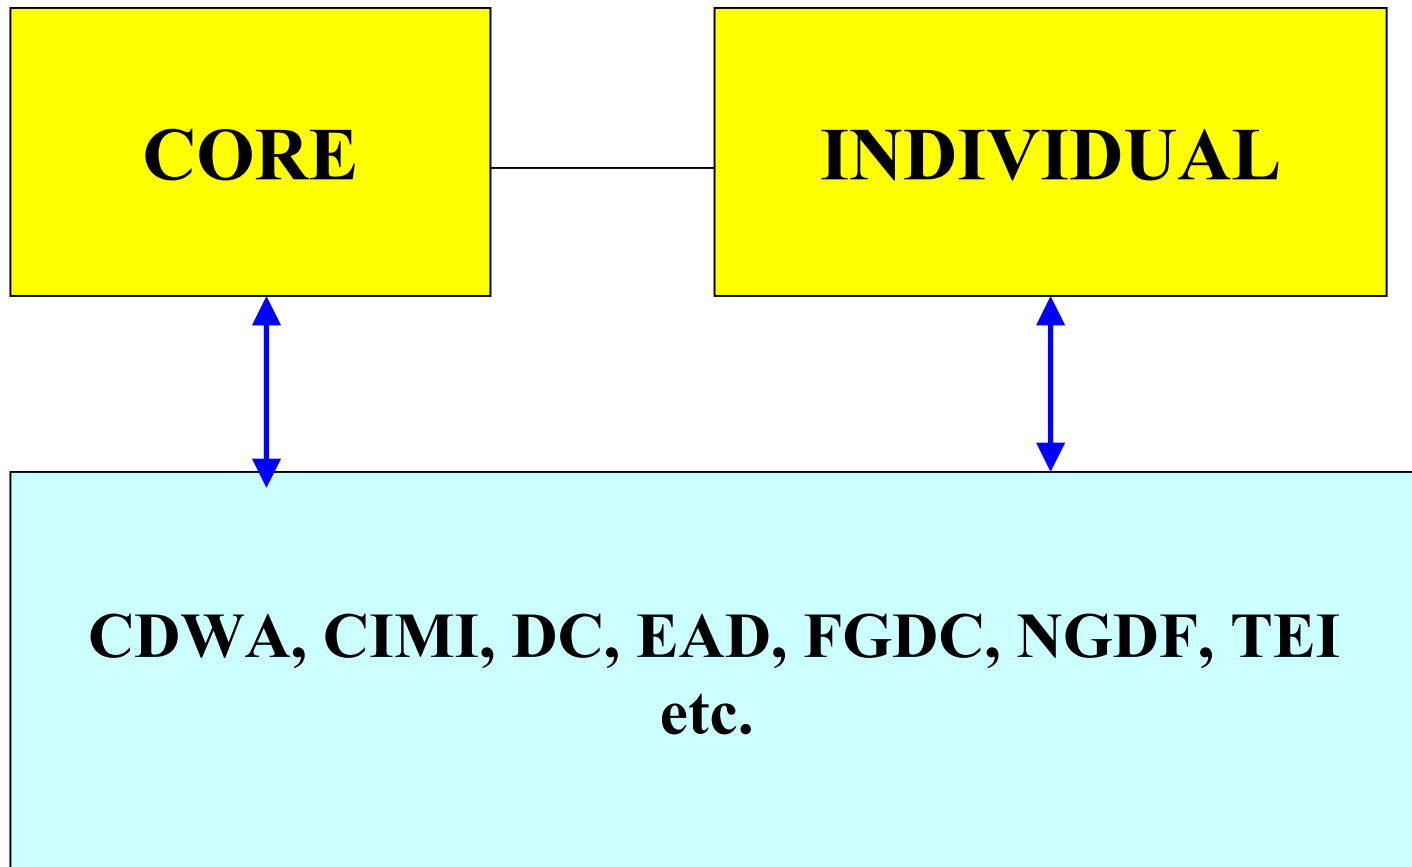 CORE
INDIVIDUAL
CDWA, CIMI, DC, EAD, FGDC, NGDF, TEI
etc.